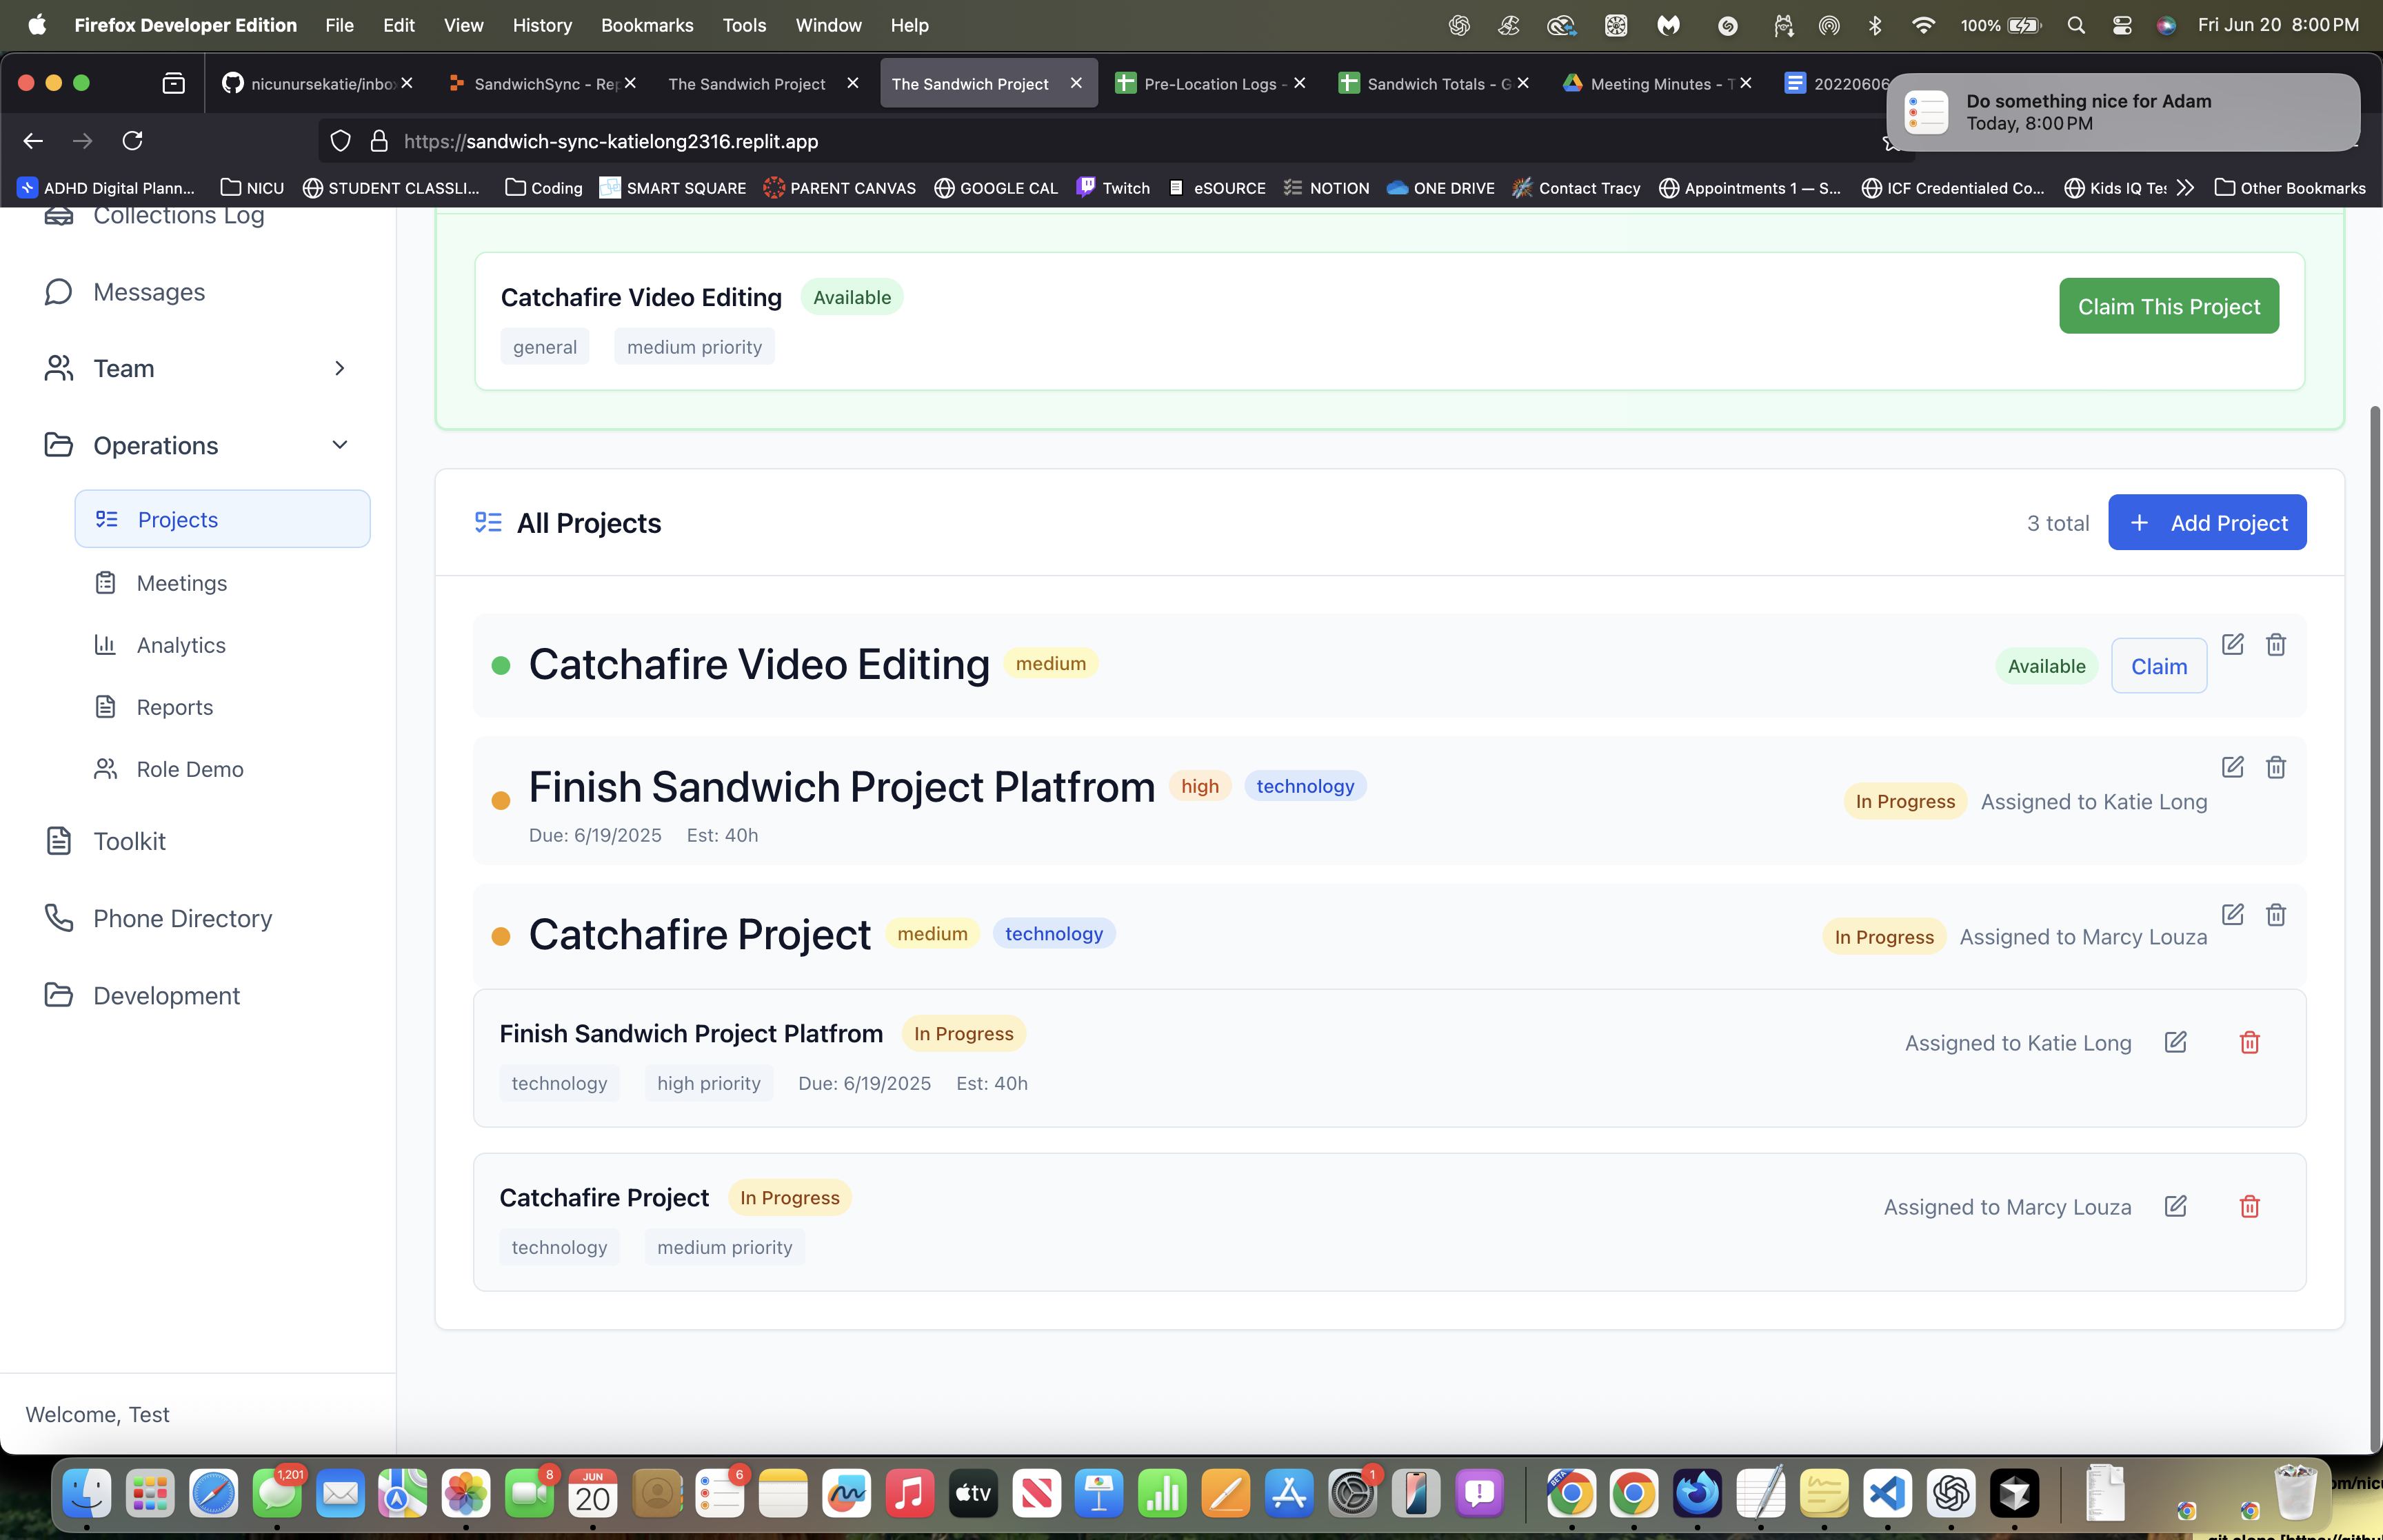 Firefox Developer Edition File Edit View History Bookmarks Tools Window Help 100% Fri Jun 20 8:00 PM
nicunursekatie/inbo SandwichSync - Rep The Sandwich Project The Sandwich Project Pre-Location Logs - Sandwich Totals - G Meeting Minutes - T 20220606
Do something nice for Adam
Today, 8:00 PM
https://sandwich-sync-katielong2316.replit.app
ADHD Digital Plann... NICU STUDENT CLASSLI... Coding SMART SQUARE PARENT CANVAS GOOGLE CAL Twitch eSOURCE NOTION ONE DRIVE Contact Tracy Appointments 1 — S... ICF Credentialed Co... Kids IQ Tes Other Bookmarks
Collections Log
Messages
Team
Operations
Projects
Meetings
Analytics
Reports
Role Demo
Toolkit
Phone Directory
Development
Welcome, Test
Catchafire Video Editing Available
Claim This Project
general medium priority
All Projects
3 total
+ Add Project
Catchafire Video Editing medium
Available Claim
Finish Sandwich Project Platfrom high technology
In Progress Assigned to Katie Long
Due: 6/19/2025 Est: 40h
Catchafire Project medium technology
In Progress Assigned to Marcy Louza
Finish Sandwich Project Platfrom In Progress
Assigned to Katie Long
technology high priority Due: 6/19/2025 Est: 40h
Catchafire Project In Progress
Assigned to Marcy Louza
technology medium priority
1,201
8
JUN
20
6
tv
1
BETA
om/nicu